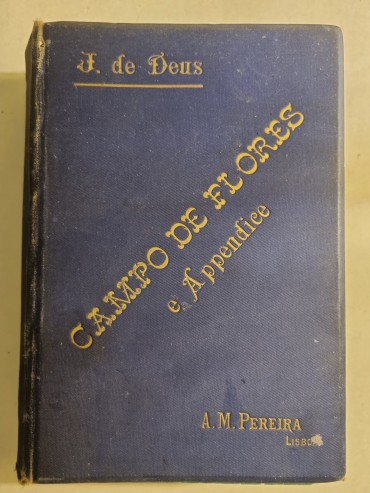 J. de Deus
CAMPO DE FLORES
e Appendice
A. M. PEREIRA
LISBOA